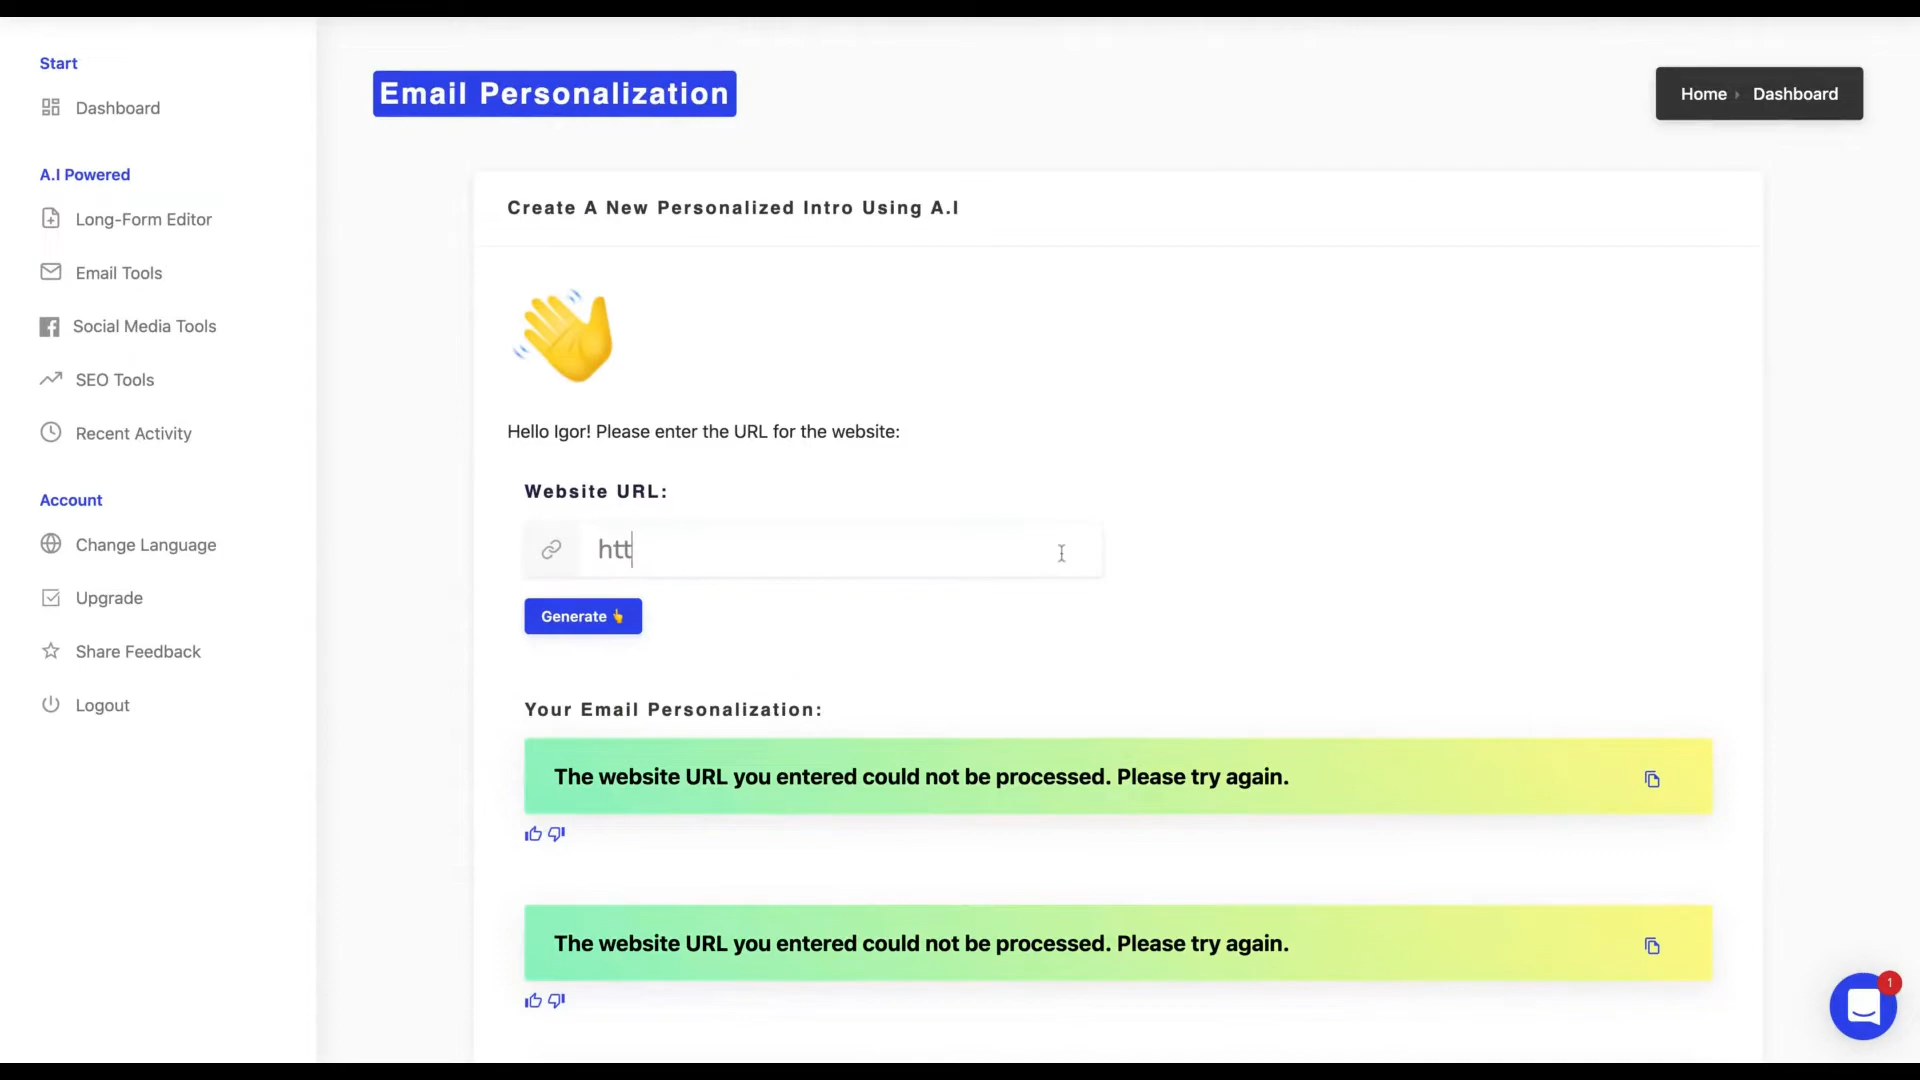 Start
Dashboard
A.I Powered
Long-Form Editor
Email Tools
Social Media Tools
SEO Tools
Recent Activity
Account
Change Language
Upgrade
Share Feedback
Logout
Email Personalization
Home Dashboard
Create A New Personalized Intro Using A.I
Hello Igor! Please enter the URL for the website:
Website URL:
htt
Generate
Your Email Personalization:
The website URL you entered could not be processed. Please try again.
The website URL you entered could not be processed. Please try again.
1